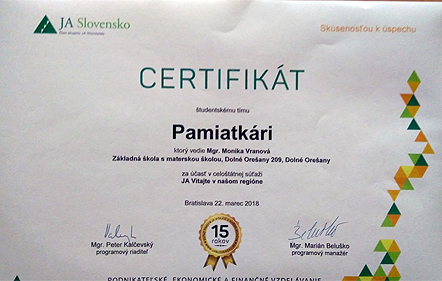 JA Slovensko
Skúsenosťou k úspechu
CERTIFIKÁT
študentskému tímu
Pamiatkári
ktorý vedie Mgr. Monika Vranová
Základná škola s materskou školou, Dolné Orešany 209, Dolné Orešany
za účasť v celoštátnej súťaži
JA Vitajte v našom regióne
Bratislava 22. marec 2018
15
rokov
Mgr. Peter Kalčevský
programový riaditeľ
Mgr. Marián Beluško
programový manažér
PODNIKATEĽSKÉ, EKONOMICKÉ A FINANČNÉ VZDELÁVANIE